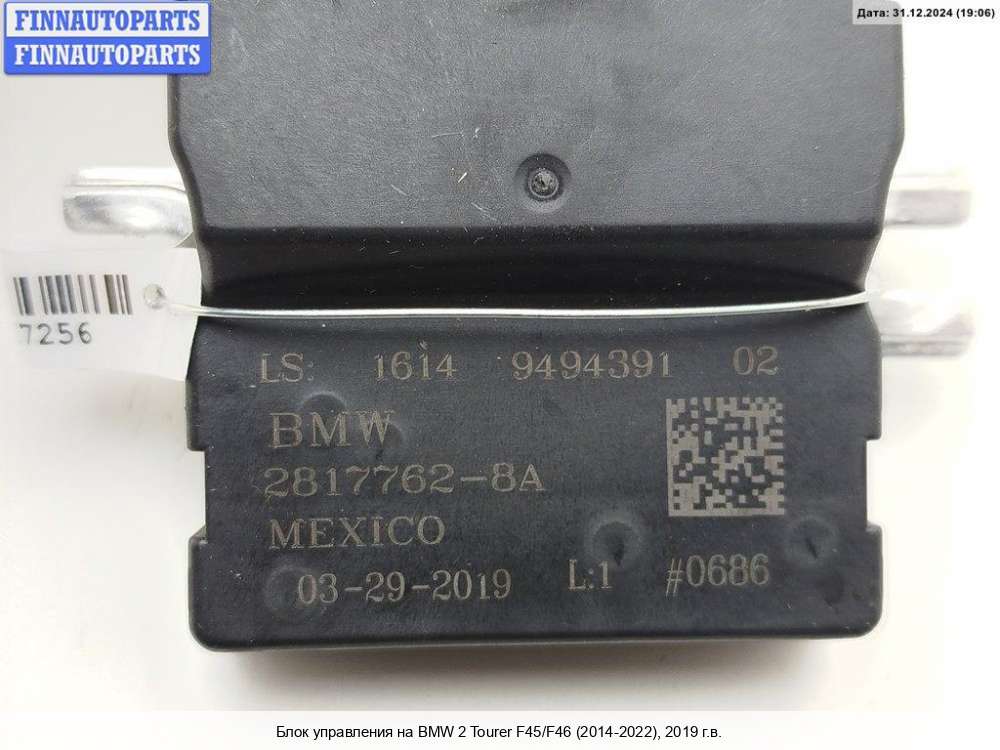 FINNAUTOPARTS
FINNAUTOPARTS
Дата: 31.12.2024 (19:06)
7256
LS: 1614 9494391 02
BMW
2817762-8A
MEXICO
03-29-2019 L:1 #0686
Блок управления на BMW 2 Tourer F45/F46 (2014-2022), 2019 г.в.